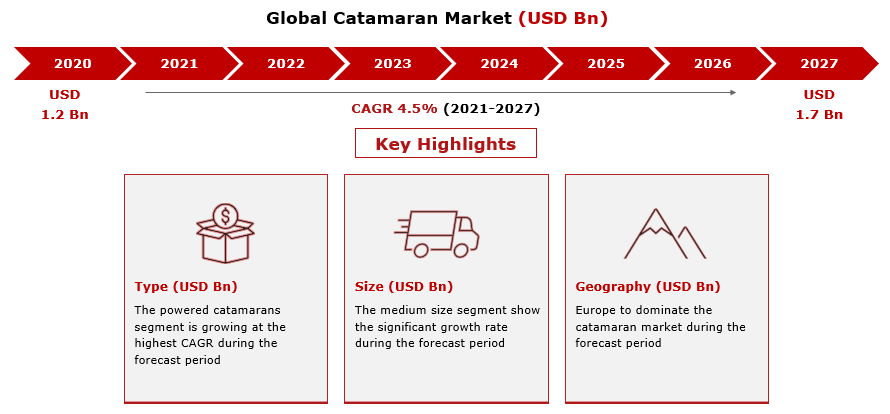 Global Catamaran Market (USD Bn)
2020 2021 2022 2023 2024 2025 2026 2027
USD
1.2 Bn
USD
1.7 Bn
CAGR 4.5% (2021-2027)
Key Highlights
$
Type (USD Bn)
The powered catamarans
segment is growing at the
highest CAGR during the
forecast period
Size (USD Bn)
The medium size segment show
the significant growth rate
during the forecast period
Geography (USD Bn)
Europe to dominate the
catamaran market during the
forecast period